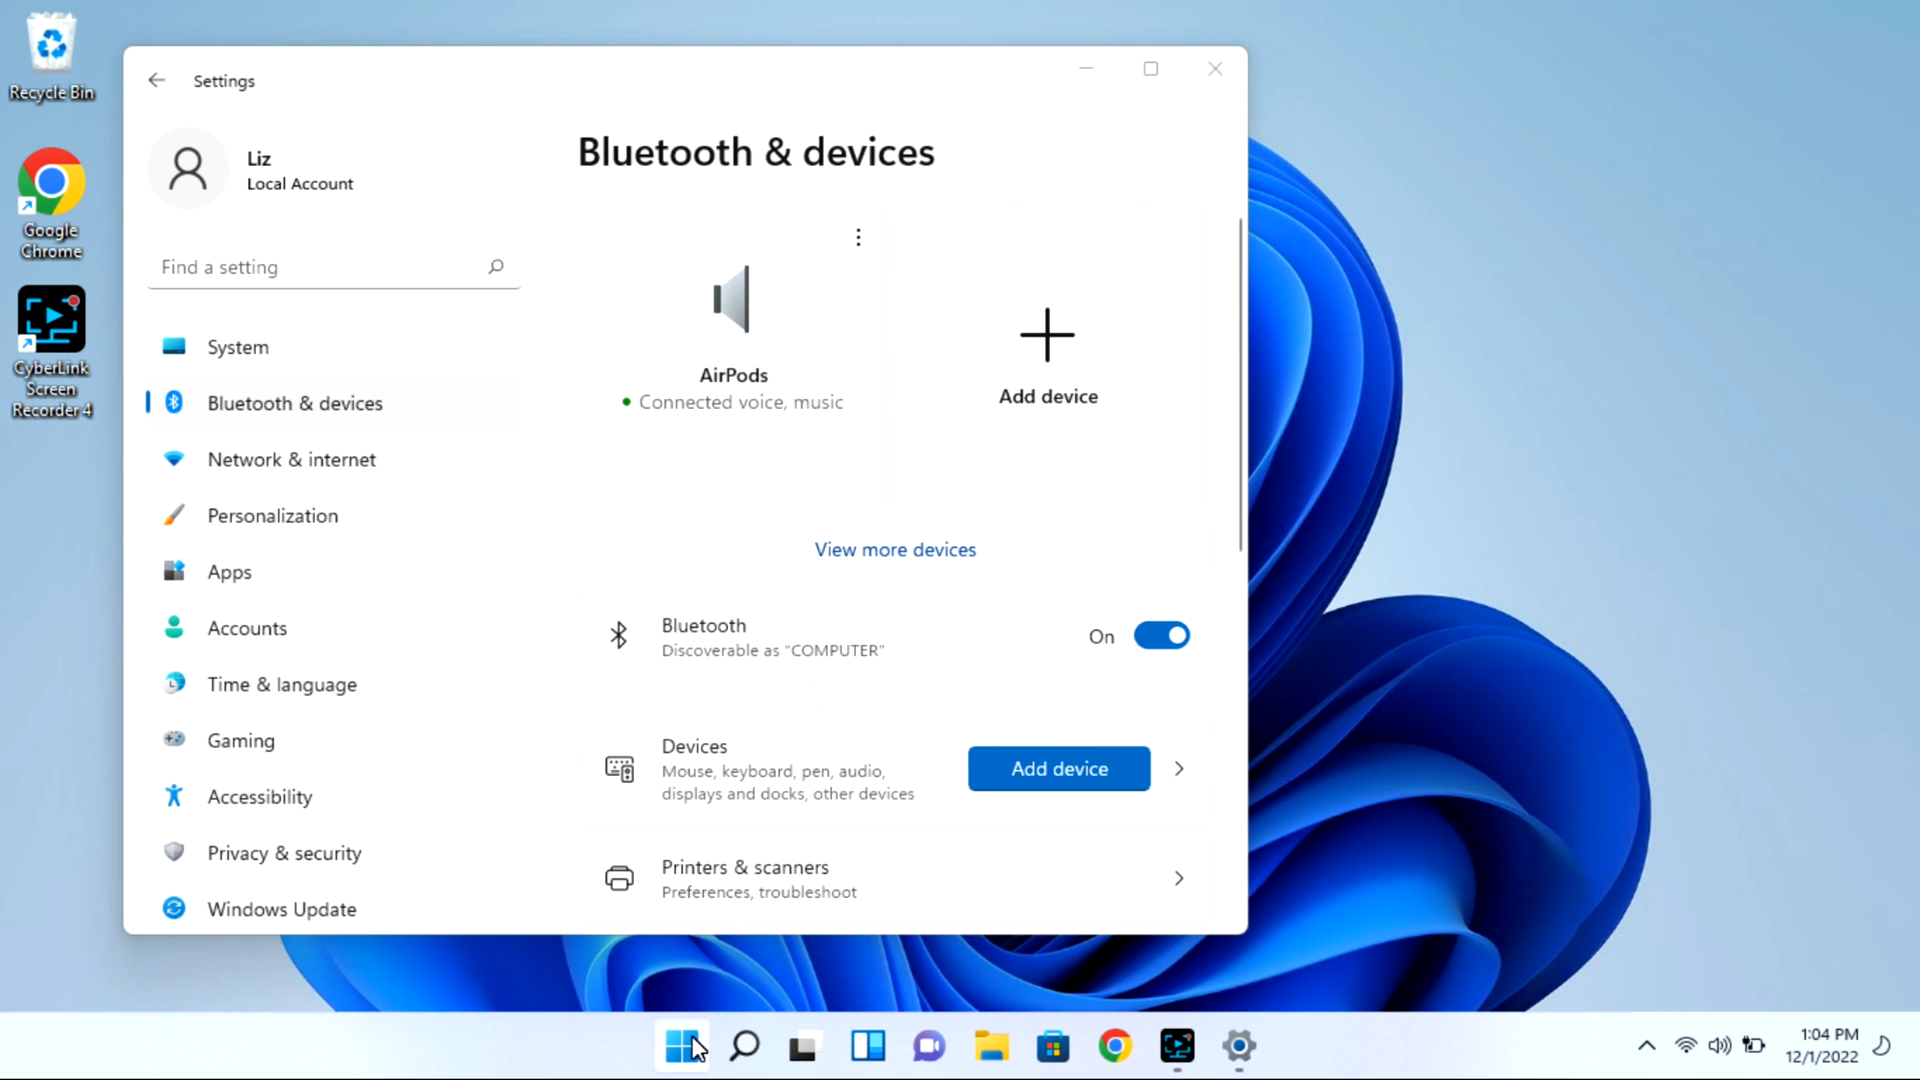 Recycle Bin
Google
Chrome
CyberLink
Screen
Recorder 4
Settings
Liz
Local Account
Find a setting
System
Bluetooth & devices
Network & internet
Personalization
Apps
Accounts
Time & language
Gaming
Accessibility
Privacy & security
Windows Update
Bluetooth & devices
AirPods
Connected voice, music
Add device
View more devices
Bluetooth
Discoverable as “COMPUTER”
On
Devices
Mouse, keyboard, pen, audio,
displays and docks, other devices
Add device
Printers & scanners
Preferences, troubleshoot
1:04 PM
12/1/2022